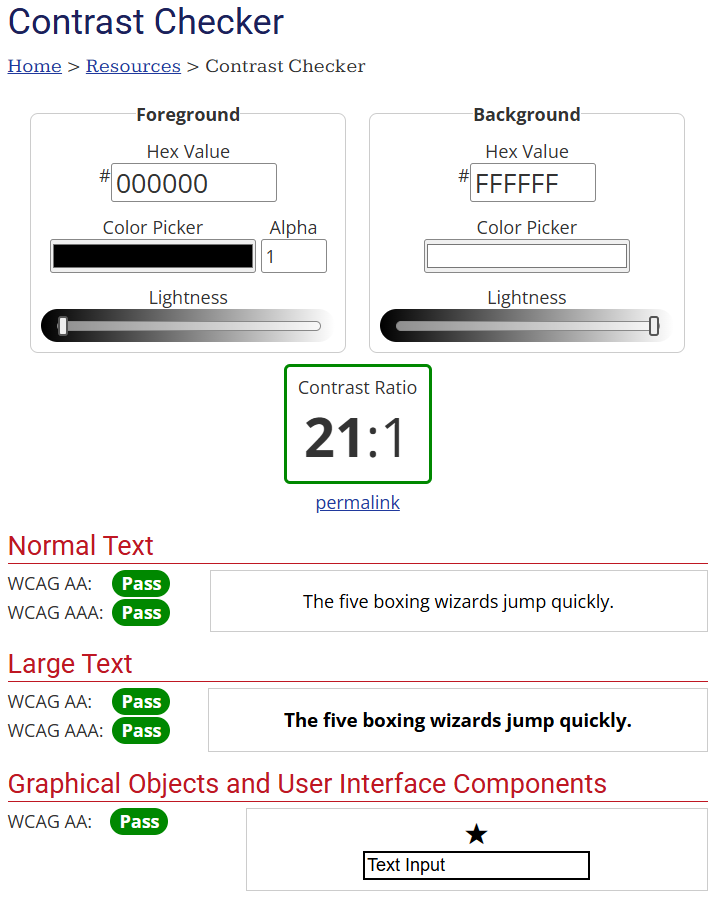 Contrast Checker
Home > Resources > Contrast Checker
Foreground
Hex Value
#000000
Color Picker Alpha
1
Lightness
Background
Hex Value
#FFFFFF
Color Picker
Lightness
Contrast Ratio
21:1
permalink
Normal Text
WCAG AA: Pass
WCAG AAA: Pass
The five boxing wizards jump quickly.
Large Text
WCAG AA: Pass
WCAG AAA: Pass
The five boxing wizards jump quickly.
Graphical Objects and User Interface Components
WCAG AA: Pass
★
Text Input